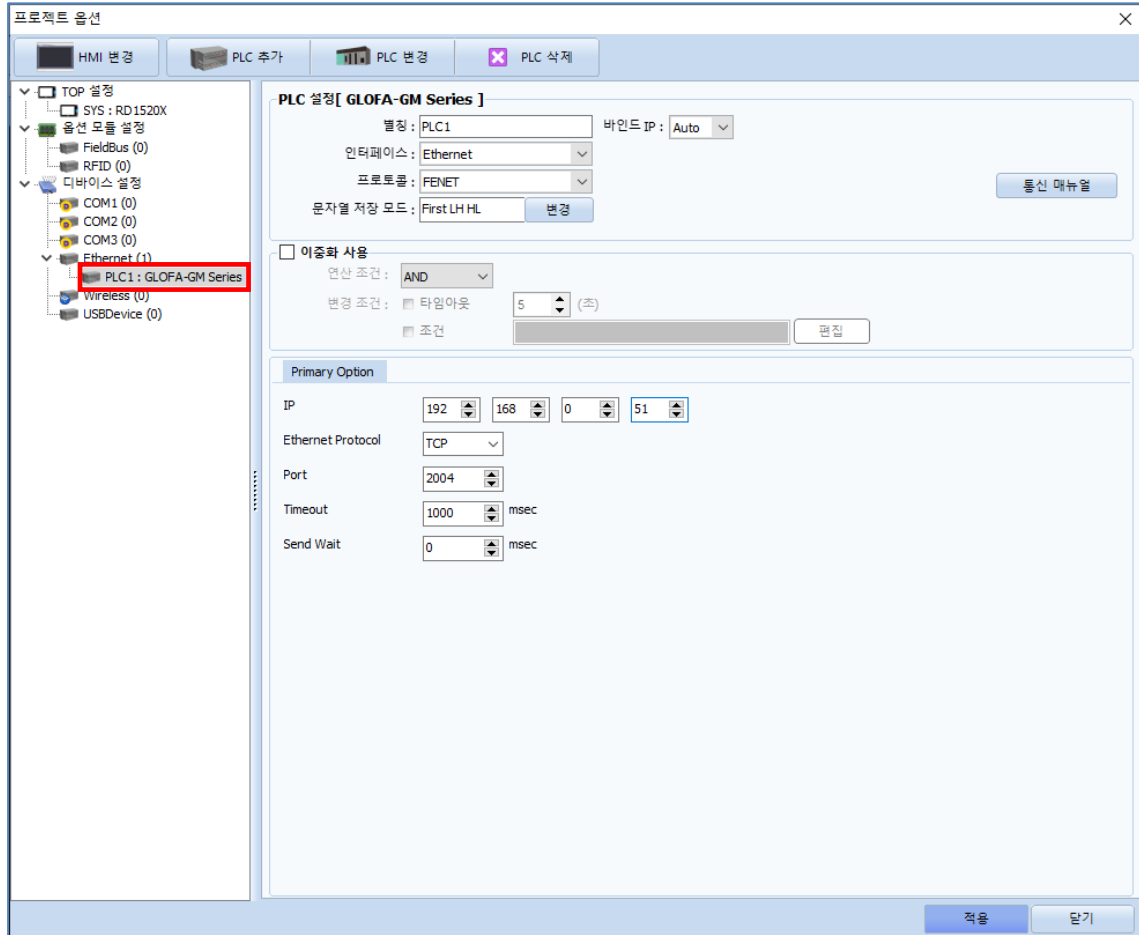 프로젝트 옵션
HMI 변경
PLC 추가
PLC 변경
PLC 삭제
TOP 설정
SYS : RD1520X
옵션 모듈 설정
FieldBus (0)
RFID (0)
디바이스 설정
COM1 (0)
COM2 (0)
COM3 (0)
Ethernet (1)
PLC1 : GLOFA-GM Series
Wireless (0)
USBDevice (0)
PLC 설정[ GLOFA-GM Series ]
별칭 : PLC1 바인드 IP : Auto
인터페이스 : Ethernet
프로토콜 : FENET
통신 매뉴얼
문자열 저장 모드 : First LH HL 변경
이중화 사용
연산 조건 : AND
변경 조건 : 타임아웃 5 (초)
조건 편집
Primary Option
IP 192 168 0 51
Ethernet Protocol TCP
Port 2004
Timeout 1000 msec
Send Wait 0 msec
적용 닫기